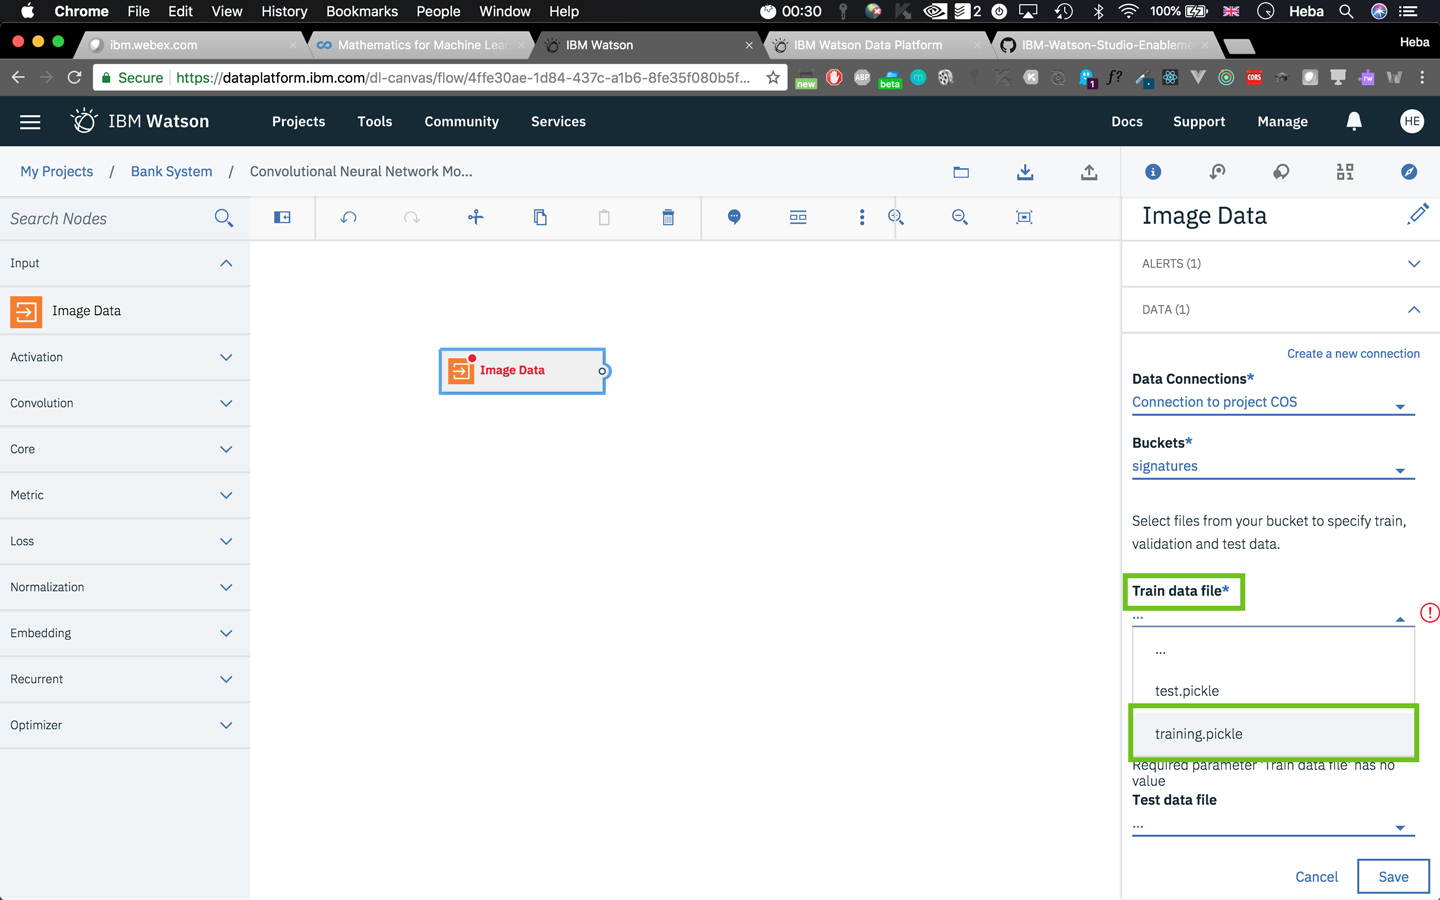 Chrome File Edit View History Bookmarks People Window Help 2 00:30 100% Heba
ibm.webex.com Mathematics for Machine Lear IBM Watson IBM Watson Data Platform IBM-Watson-Studio-Enableme Heba
Secure https://dataplatform.ibm.com/dl-canvas/flow/4ffe30ae-1d84-437c-a1b6-8fe35f080b5f... new ABP beta m 1 f? CORS rw
IBM Watson Projects Tools Community Services Docs Support Manage HE
My Projects / Bank System / Convolutional Neural Network Mo...
Search Nodes
Input
Image Data
Activation
Convolution
Core
Metric
Loss
Normalization
Embedding
Recurrent
Optimizer
Image Data
Image Data
ALERTS (1)
DATA (1)
Create a new connection
Data Connections*
Connection to project COS
Buckets*
signatures
Select files from your bucket to specify train,
validation and test data.
Train data file*
...
...
test.pickle
training.pickle
Required parameter 'Train data file' has no
value
Test data file
...
Cancel Save